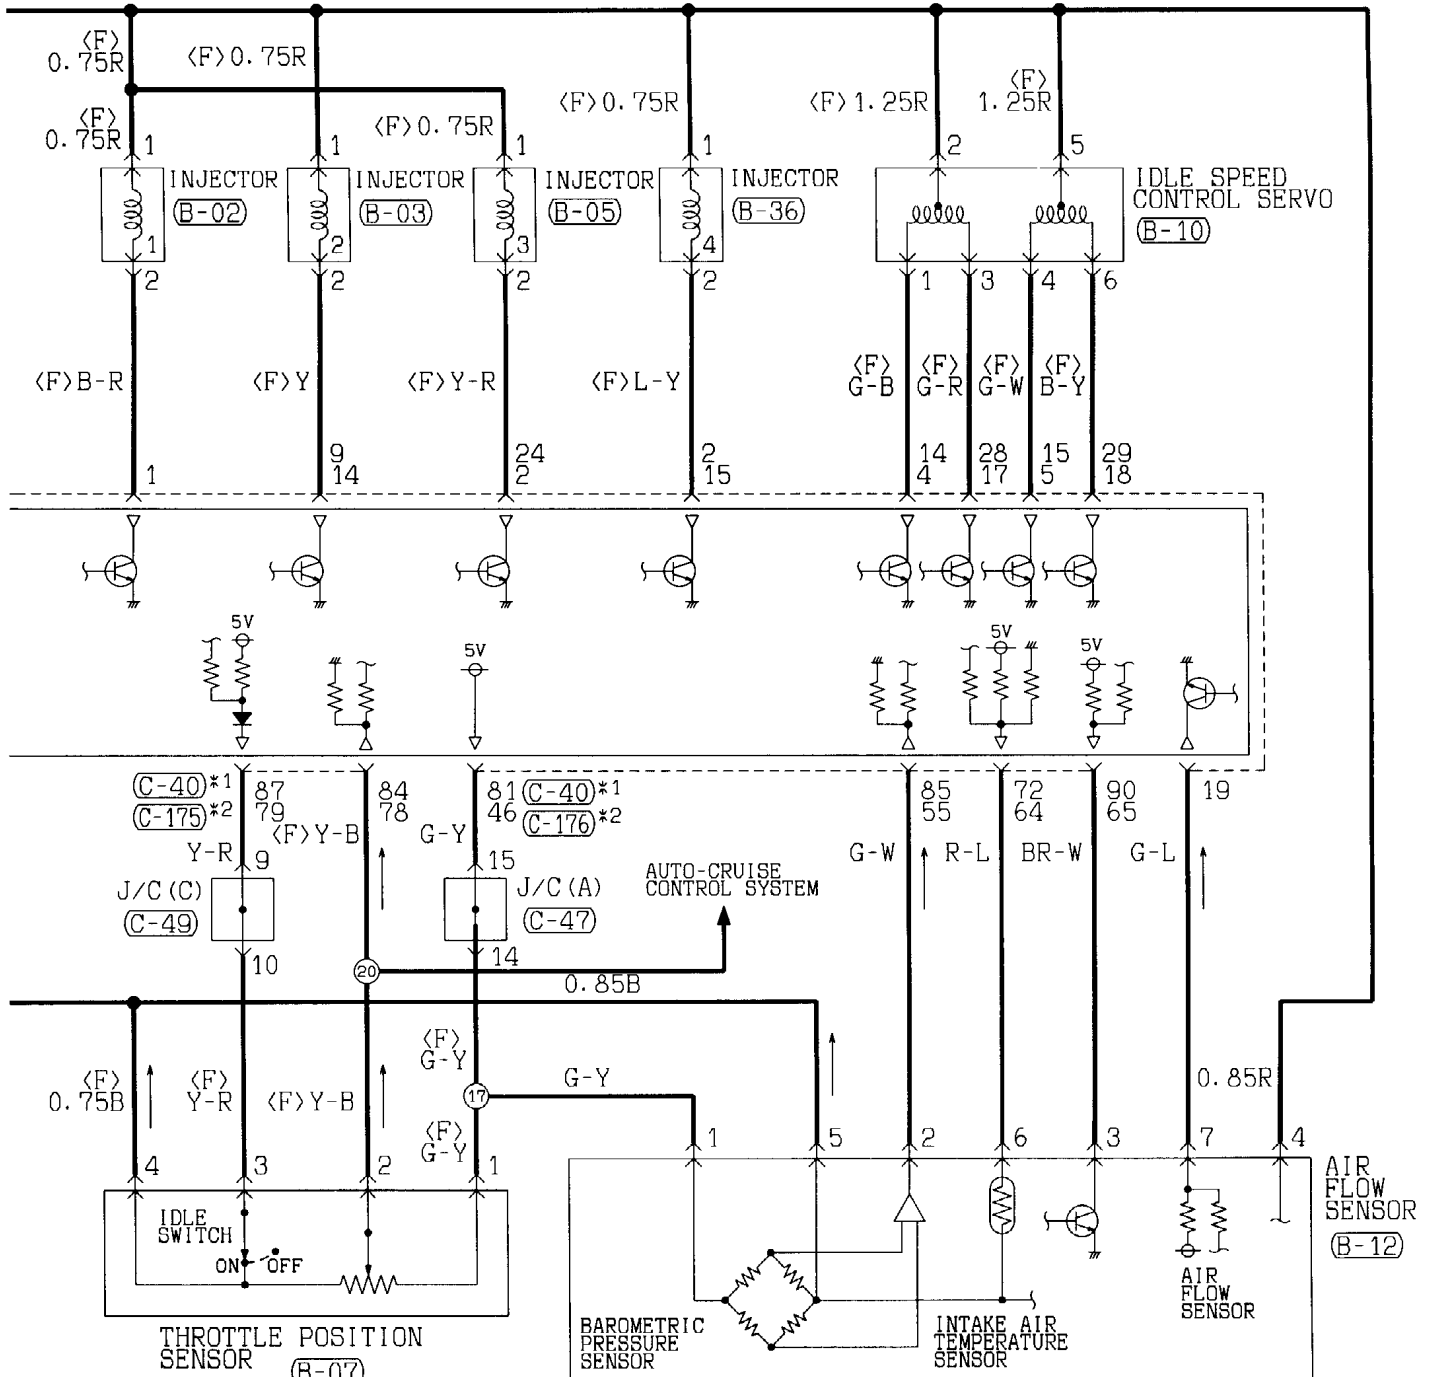 〈F〉
0.75R
〈F〉0.75R
〈F〉0.75R
〈F〉1.25R
〈F〉
1.25R
〈F〉
0.75R
〈F〉0.75R
1 1 1 1 2 5
INJECTOR
B-02
INJECTOR
B-03
INJECTOR
B-05
INJECTOR
B-36
IDLE SPEED
CONTROL SERVO
B-10
1 2 3 4
2 2 2 2 1 3 4 6
〈F〉B-R
〈F〉Y
〈F〉Y-R
〈F〉L-Y
〈F〉
G-B
〈F〉
G-R
〈F〉
G-W
〈F〉
B-Y
9 24 2 14 28 15 29
1 14 2 15 4 17 5 18
5V
5V
5V
5V
C-40 *1
C-175 *2
87
79
84
78
81
46
C-40 *1
C-176 *2
85
55
72
64
90
65
19
Y-R
〈F〉Y-B
G-Y
G-W
R-L
BR-W
G-L
9
15
J/C(C)
C-49
J/C(A)
C-47
AUTO-CRUISE
CONTROL SYSTEM
10
14
20
0.85B
〈F〉
G-Y
17
G-Y
〈F〉
0.75B
〈F〉
Y-R
〈F〉Y-B
〈F〉
G-Y
0.85R
4 3 2 1
1 5 2 6 3 7 4
IDLE
SWITCH
ON OFF
THROTTLE POSITION
SENSOR
B-07
BAROMETRIC
PRESSURE
SENSOR
INTAKE AIR
TEMPERATURE
SENSOR
AIR
FLOW
SENSOR
AIR
FLOW
SENSOR
B-12